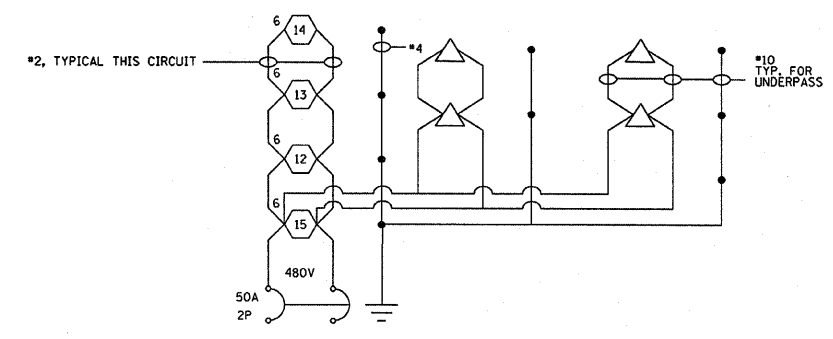 6
14
#2, TYPICAL THIS CIRCUIT
#4
#10
TYP. FOR
UNDERPASS
6
13
6
12
6
15
480V
50A
2P